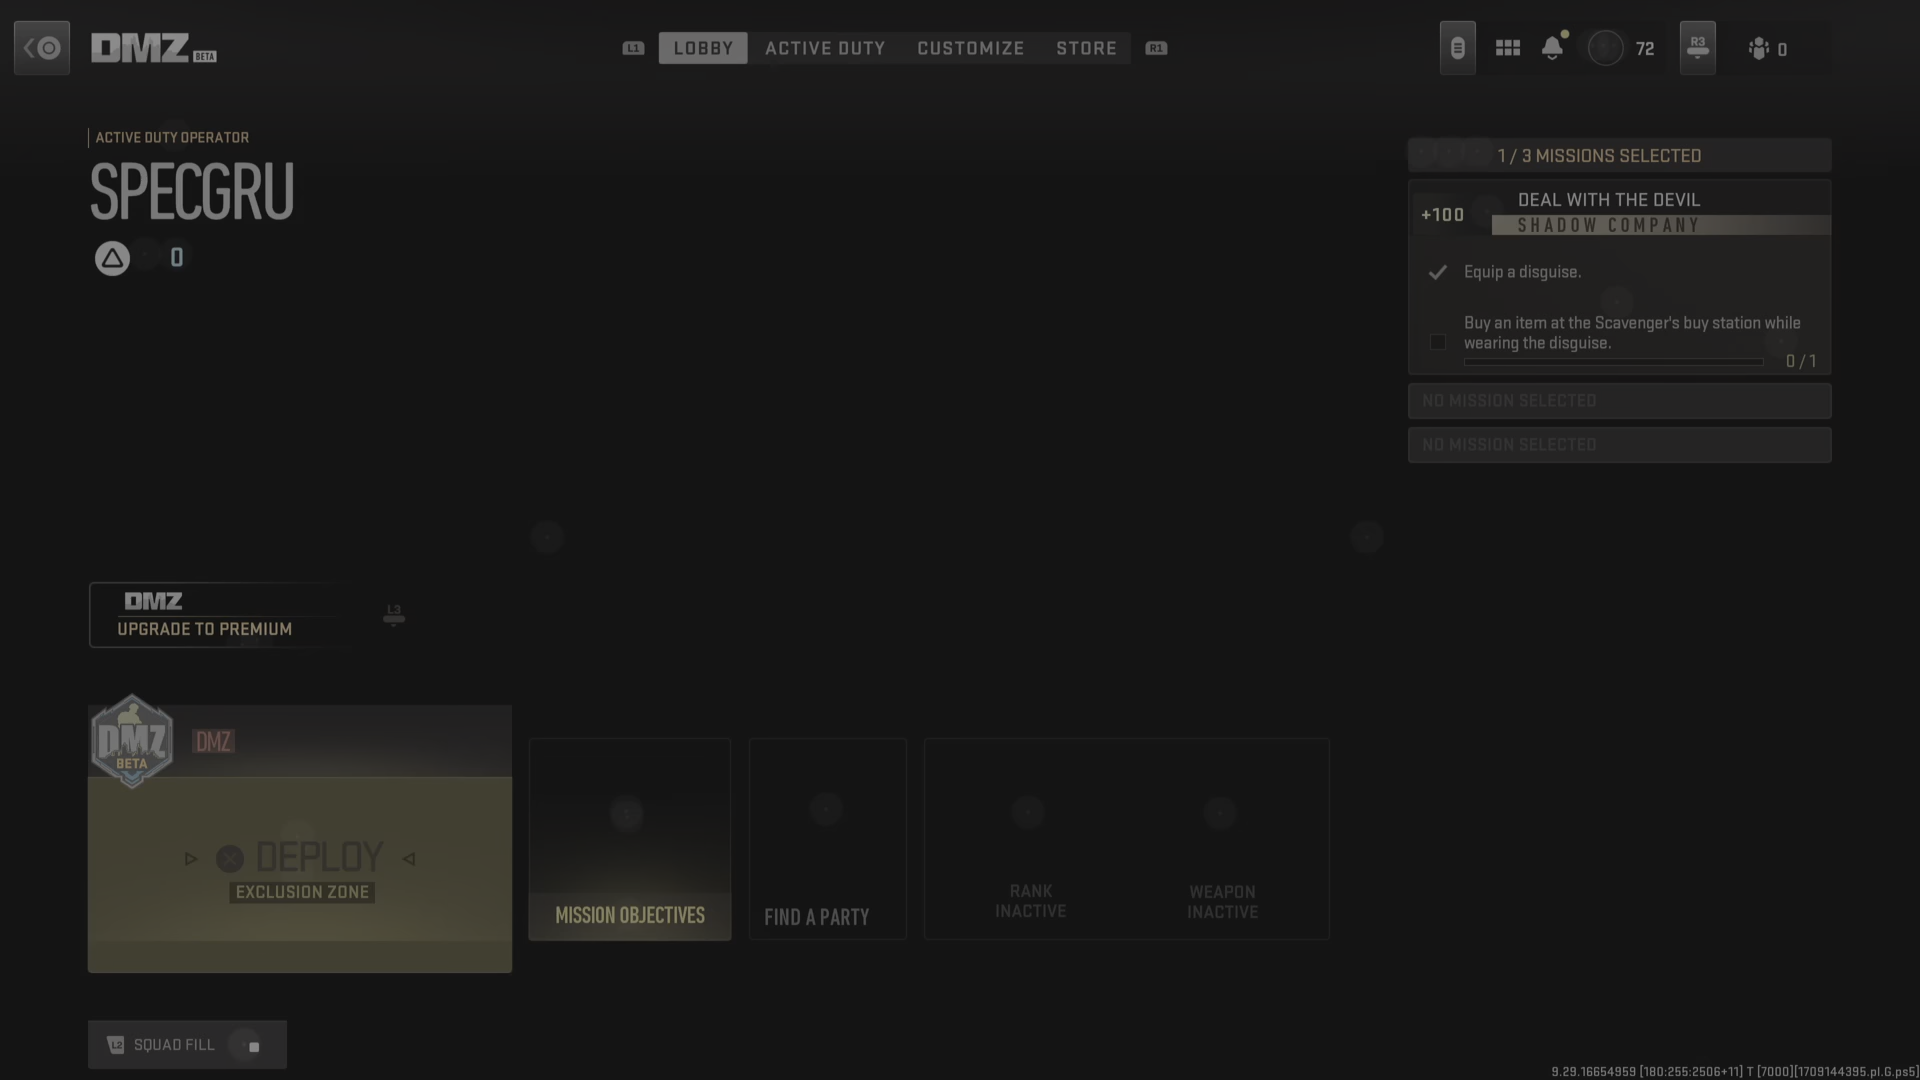 DMZ BETA
L1 LOBBY ACTIVE DUTY CUSTOMIZE STORE R1
72
R3
0
ACTIVE DUTY OPERATOR
SPECGRU
0
1 / 3 MISSIONS SELECTED
+100
DEAL WITH THE DEVIL
SHADOW COMPANY
Equip a disguise.
Buy an item at the Scavenger's buy station while
wearing the disguise.
0 / 1
NO MISSION SELECTED
NO MISSION SELECTED
DMZ
UPGRADE TO PREMIUM
L3
DMZ
BETA
DMZ
DEPLOY
EXCLUSION ZONE
MISSION OBJECTIVES
FIND A PARTY
RANK
INACTIVE
WEAPON
INACTIVE
L2 SQUAD FILL
9.29.16654959 [180:255:2506+11] T [7000][1709144395.pl.G.ps5]